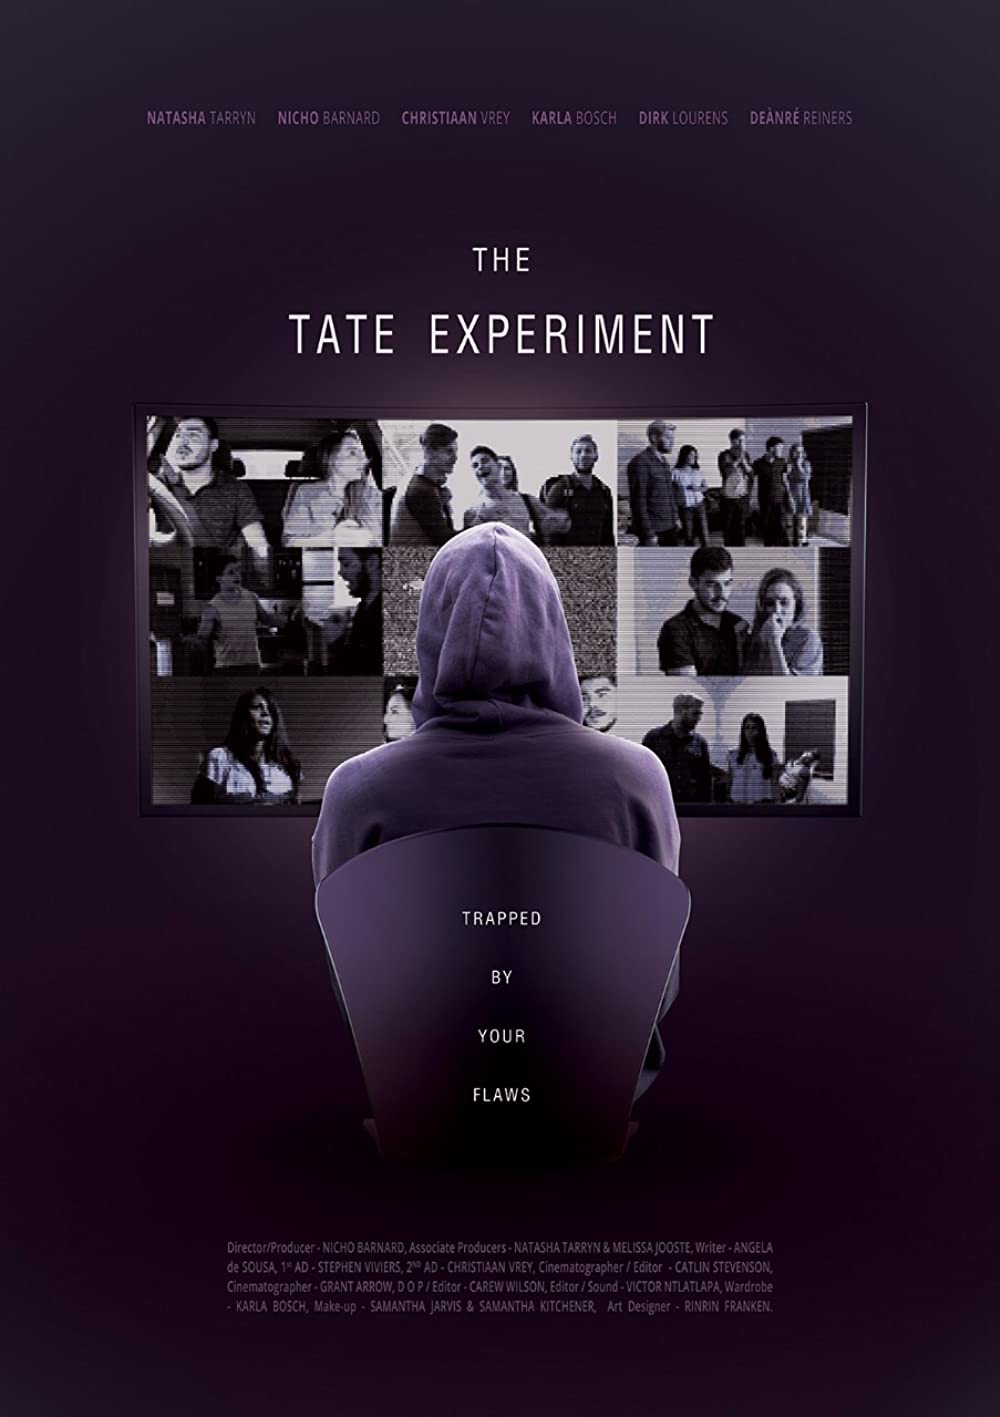 NATASHA TARRYN NICHO BARNARD CHRISTIAAN VREY KARLA BOSCH DIRK LOURENS DEÀNRÉ REINERS
THE
TATE EXPERIMENT
TRAPPED
BY
YOUR
FLAWS
Director/Producer - NICHO BARNARD, Associate Producers - NATASHA TARRYN & MELISSA JOOSTE, Writer - ANGELA
de SOUSA, 1st AD - STEPHEN VIVIERS, 2ND AD - CHRISTIAAN VREY, Cinematographer / Editor - CATLIN STEVENSON,
Cinematographer - GRANT ARROW, D O P / Editor - CAREW WILSON, Editor / Sound - VICTOR NTLATLAPA, Wardrobe
- KARLA BOSCH, Make-up - SAMANTHA JARVIS & SAMANTHA KITCHENER, Art Designer - RINRIN FRANKEN.